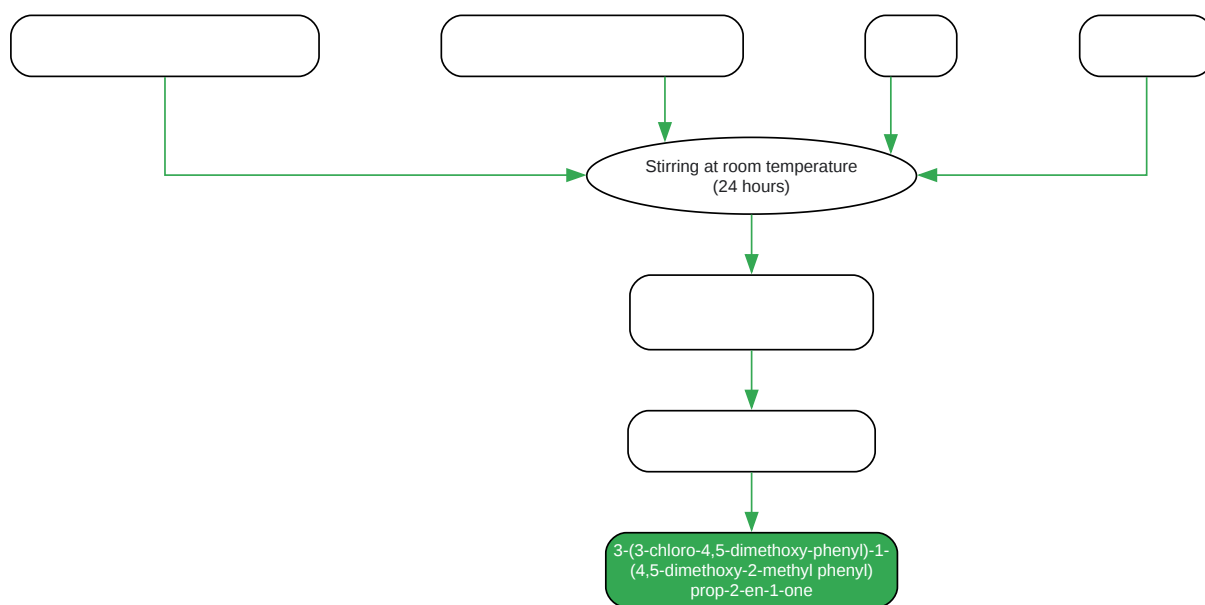 Stirring at room temperature
(24 hours)
3-(3-chloro-4,5-dimethoxy-phenyl)-1-
(4,5-dimethoxy-2-methyl phenyl)
prop-2-en-1-one